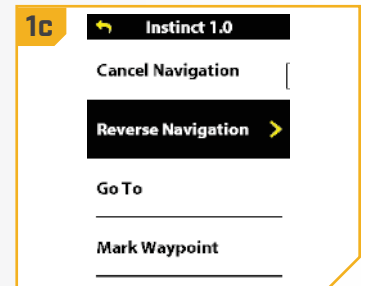 1c
Instinct 1.0
Cancel Navigation
Reverse Navigation
Go To
Mark Waypoint